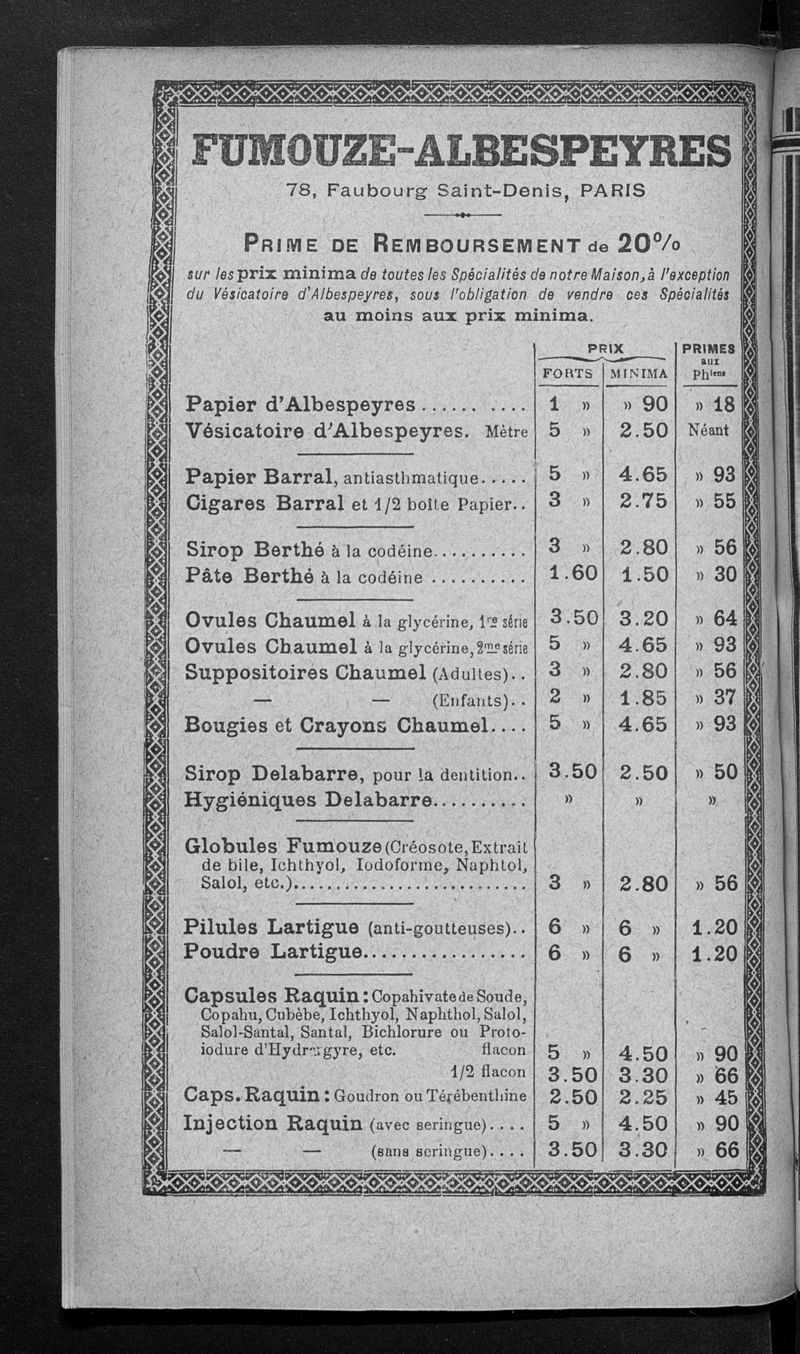 FUMOUZE-ALBESPEYRES
78, Faubourg Saint-Denis, PARIS
PRIME DE REMBOURSEMENT de 20%
sur les prix minima de toutes les Spécialités de notre Maison, à l'exception
du Vésicatoire d'Albespeyres, sous l'obligation de vendre ces Spécialités
au moins aux prix minima.
PRIX PRIMES
aux
FORTS MINIMA Phiens
Papier d'Albespeyres ...... .... 1 » » 90 » 18
Vésicatoire d'Albespeyres. Mètre 5 » 2.50 Néant
Papier Barral, antiasthmatique..... 5 » 4.65 » 93
Cigares Barral et 1/2 boîte Papier.. 3 » 2.75 » 55
Sirop Berthé à la codéine.......... 3 » 2.80 » 56
Pâte Berthé à la codéine .......... 1.60 1.50 » 30
Ovules Chaumel à la glycérine, 1re série 3.50 3.20 » 64
Ovules Chaumel à la glycérine, 2me série 5 » 4.65 » 93
Suppositoires Chaumel (Adultes).. 3 » 2.80 » 56
— — (Enfants).. 2 » 1.85 » 37
Bougies et Crayons Chaumel.... 5 » 4.65 » 93
Sirop Delabarre, pour la dentition.. 3.50 2.50 » 50
Hygiéniques Delabarre.......... » » »
Globules Fumouze (Créosote, Extrait
de bile, Ichthyol, Iodoforme, Naphtol,
Salol, etc.)........................... 3 » 2.80 » 56
Pilules Lartigue (anti-goutteuses).. 6 » 6 » 1.20
Poudre Lartigue................. 6 » 6 » 1.20
Capsules Raquin: Copahivate de Soude,
Copahu, Cubèbe, Ichthyol, Naphthol, Salol,
Salol-Santal, Santal, Bichlorure ou Proto-
iodure d'Hydrargyre, etc. flacon 5 » 4.50 » 90
1/2 flacon 3.50 3.30 » 66
Caps. Raquin: Goudron ou Térébenthine 2.50 2.25 » 45
Injection Raquin (avec seringue).... 5 » 4.50 » 90
— — (sans seringue).... 3.50 3.30 » 66